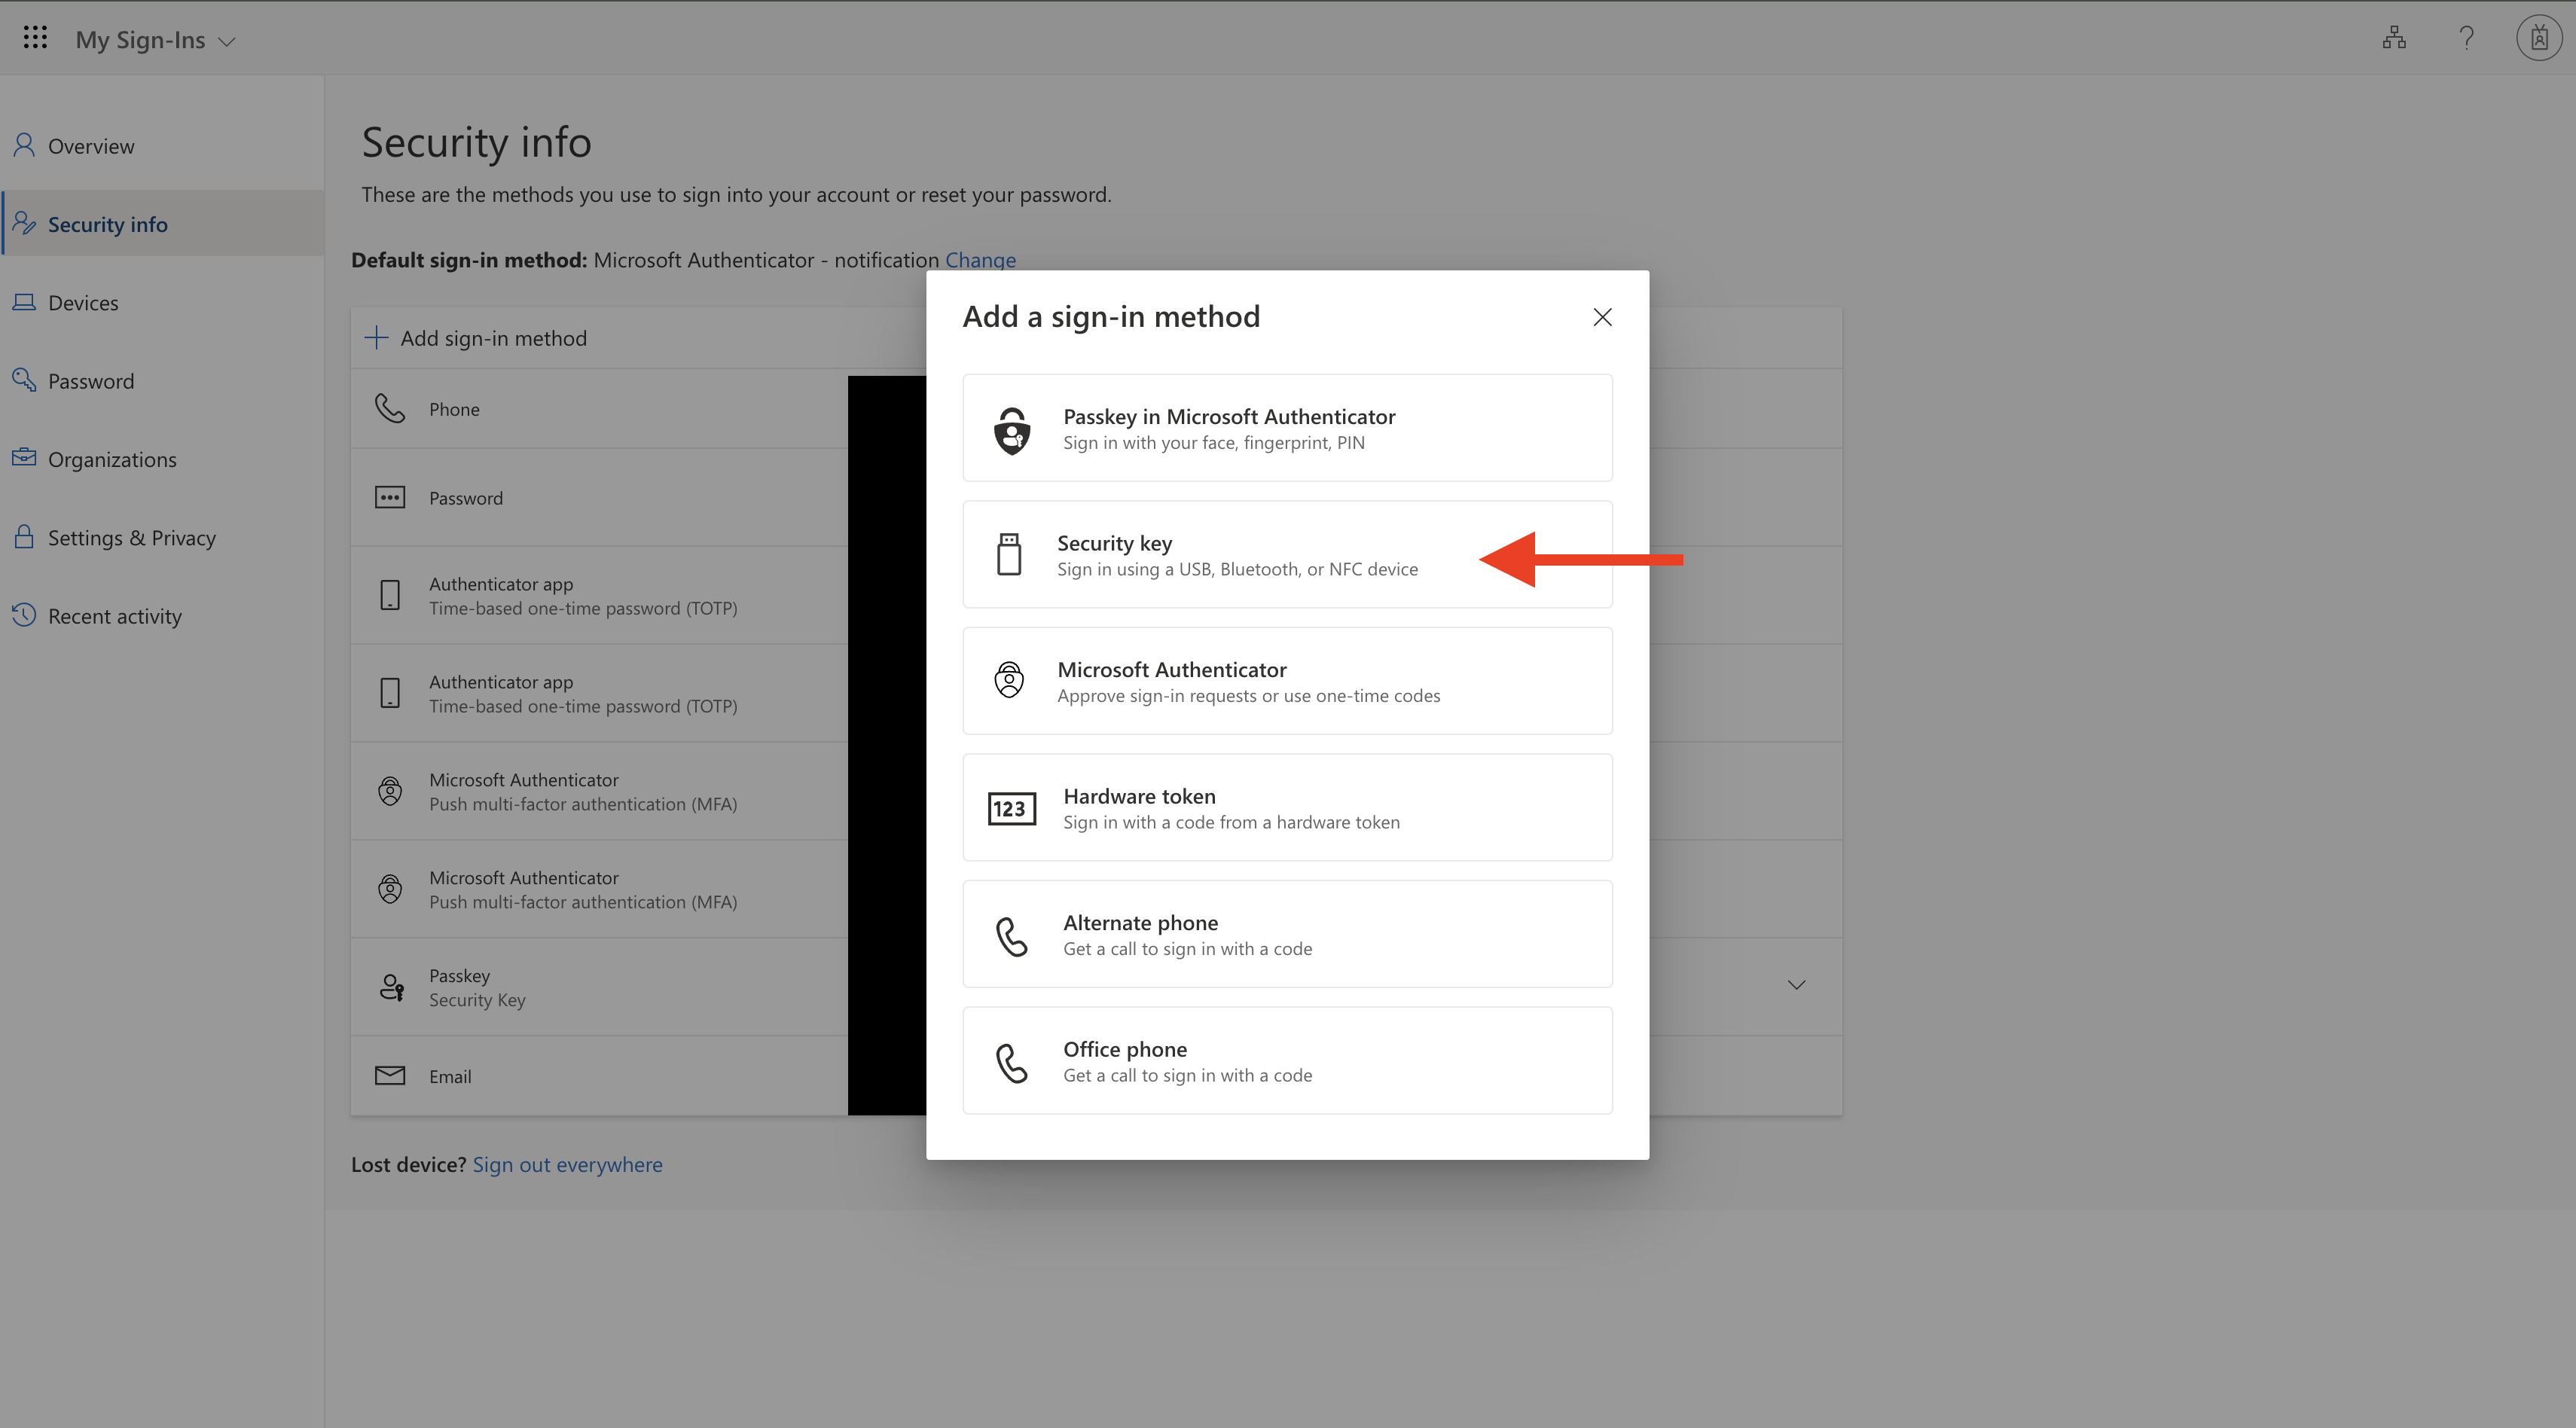 My Sign-Ins
Overview
Security info
Devices
Password
Organizations
Settings & Privacy
Recent activity
Security info
These are the methods you use to sign into your account or reset your password.
Default sign-in method: Microsoft Authenticator - notification Change
Add sign-in method
Phone
Password
Authenticator app
Time-based one-time password (TOTP)
Authenticator app
Time-based one-time password (TOTP)
Microsoft Authenticator
Push multi-factor authentication (MFA)
Microsoft Authenticator
Push multi-factor authentication (MFA)
Passkey
Security Key
Email
Lost device? Sign out everywhere
Add a sign-in method
Passkey in Microsoft Authenticator
Sign in with your face, fingerprint, PIN
Security key
Sign in using a USB, Bluetooth, or NFC device
Microsoft Authenticator
Approve sign-in requests or use one-time codes
123
Hardware token
Sign in with a code from a hardware token
Alternate phone
Get a call to sign in with a code
Office phone
Get a call to sign in with a code